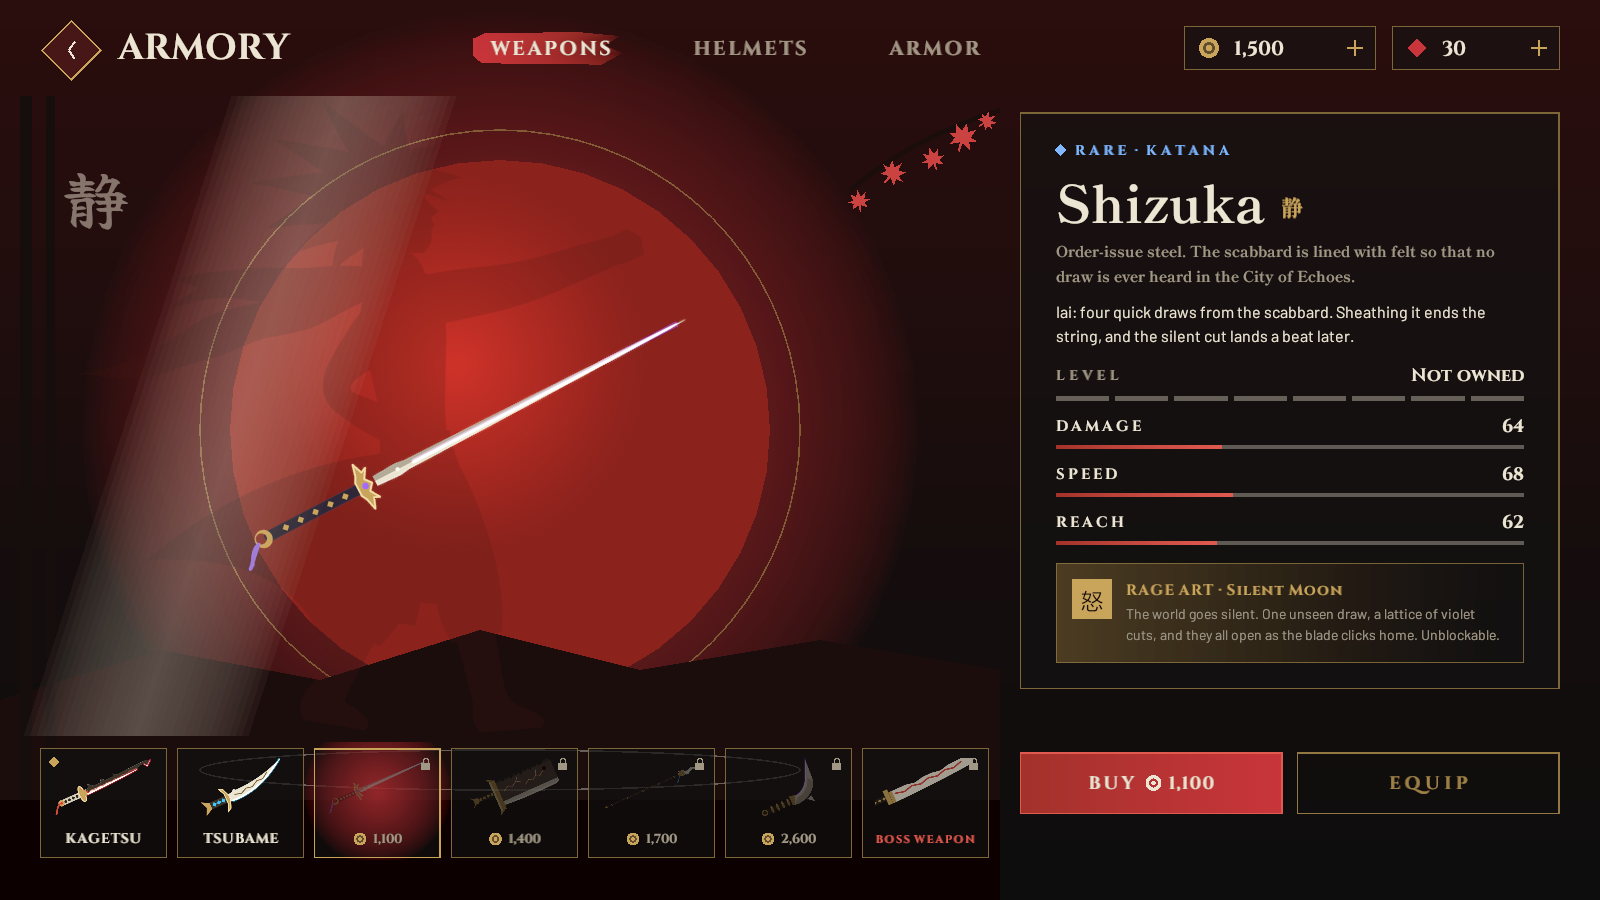 ARMORY
WEAPONS
HELMETS
ARMOR
1,500
30
静
RARE · KATANA
Shizuka 静
Order-issue steel. The scabbard is lined with felt so that no
draw is ever heard in the City of Echoes.
Iai: four quick draws from the scabbard. Sheathing it ends the
string, and the silent cut lands a beat later.
LEVEL NOT OWNED
DAMAGE 64
SPEED 68
REACH 62
怒
RAGE ART · SILENT MOON
The world goes silent. One unseen draw, a lattice of violet
cuts, and they all open as the blade clicks home. Unblockable.
KAGETSU
TSUBAME
1,100
1,400
1,700
2,600
BOSS WEAPON
BUY 1,100
EQUIP